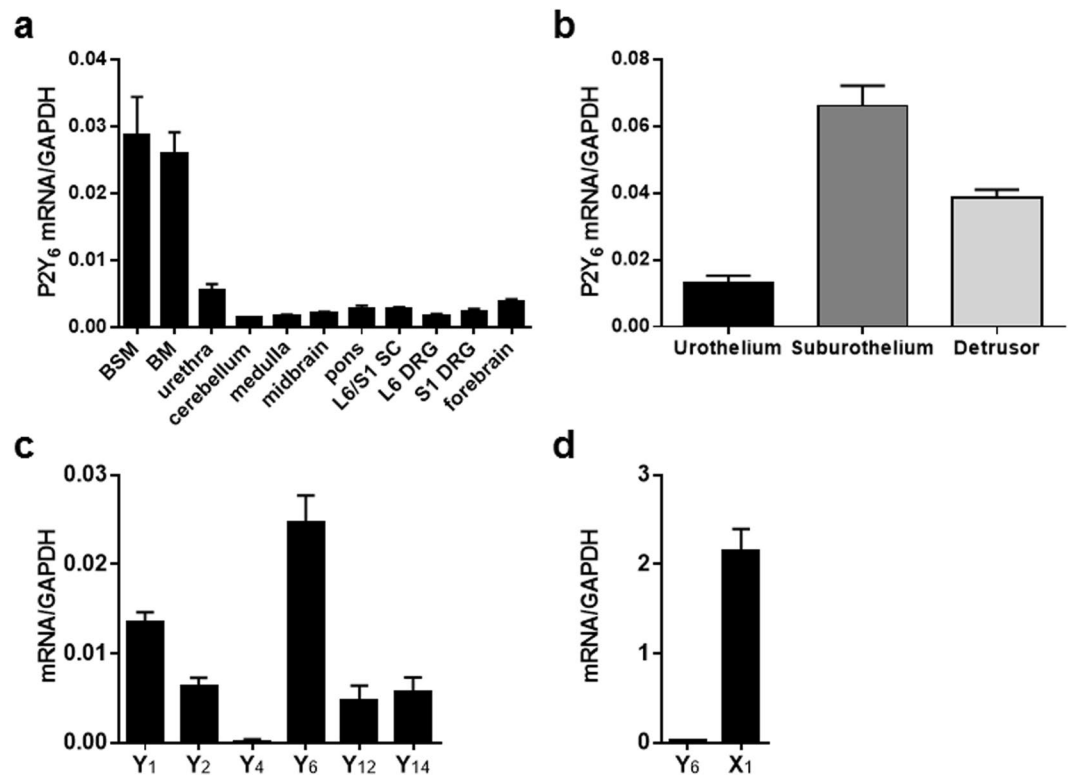 a
P2Y6 mRNA/GAPDH
0.04
0.03
0.02
0.01
0.00
BSM
BM
urethra
cerebellum
medulla
midbrain
pons
L6/S1 SC
L6 DRG
S1 DRG
forebrain
b
P2Y6 mRNA/GAPDH
0.08
0.06
0.04
0.02
0.00
Urothelium Suburothelium Detrusor
c
mRNA/GAPDH
0.03
0.02
0.01
0.00
Y1 Y2 Y4 Y6 Y12 Y14
d
mRNA/GAPDH
3
2
1
0
Y6 X1